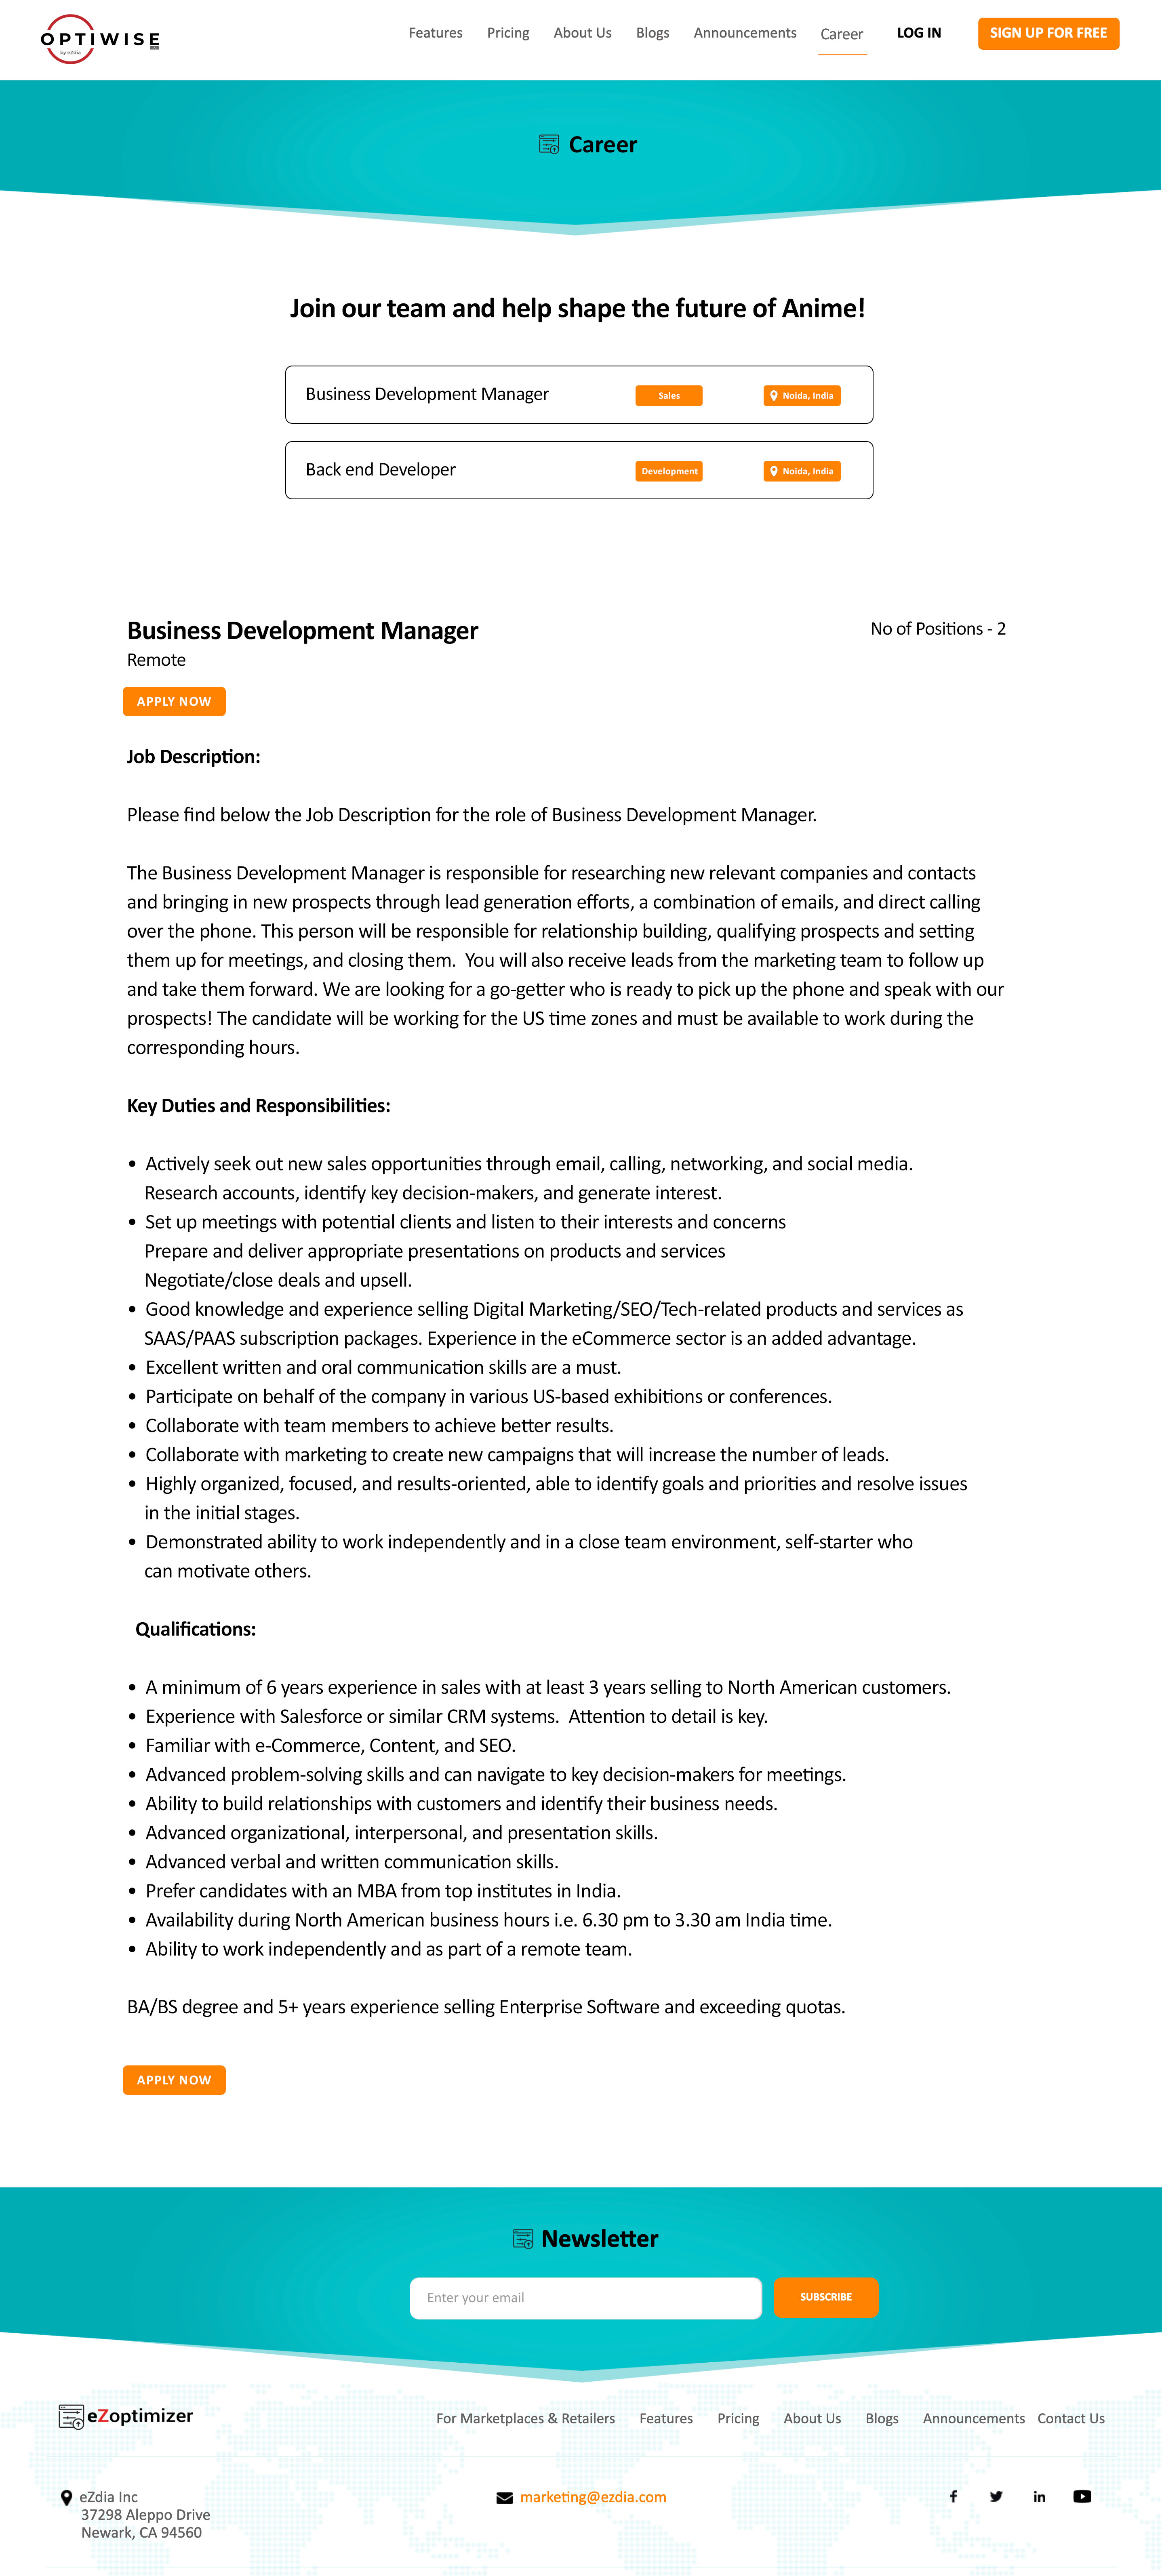 OPTIWISE
by eZdia
BETA
Features Pricing About Us Blogs Announcements Career LOG IN SIGN UP FOR FREE
Career
Join our team and help shape the future of Anime!
Business Development Manager Sales Noida, India
Back end Developer Development Noida, India
Business Development Manager No of Positions - 2
Remote
APPLY NOW
Job Description:
Please find below the Job Description for the role of Business Development Manager.
The Business Development Manager is responsible for researching new relevant companies and contacts
and bringing in new prospects through lead generation efforts, a combination of emails, and direct calling
over the phone. This person will be responsible for relationship building, qualifying prospects and setting
them up for meetings, and closing them.  You will also receive leads from the marketing team to follow up
and take them forward. We are looking for a go-getter who is ready to pick up the phone and speak with our
prospects! The candidate will be working for the US time zones and must be available to work during the
corresponding hours.
Key Duties and Responsibilities:
• Actively seek out new sales opportunities through email, calling, networking, and social media.
Research accounts, identify key decision-makers, and generate interest.
• Set up meetings with potential clients and listen to their interests and concerns
Prepare and deliver appropriate presentations on products and services
Negotiate/close deals and upsell.
• Good knowledge and experience selling Digital Marketing/SEO/Tech-related products and services as
SAAS/PAAS subscription packages. Experience in the eCommerce sector is an added advantage.
• Excellent written and oral communication skills are a must.
• Participate on behalf of the company in various US-based exhibitions or conferences.
• Collaborate with team members to achieve better results.
• Collaborate with marketing to create new campaigns that will increase the number of leads.
• Highly organized, focused, and results-oriented, able to identify goals and priorities and resolve issues
in the initial stages.
• Demonstrated ability to work independently and in a close team environment, self-starter who
can motivate others.
Qualifications:
• A minimum of 6 years experience in sales with at least 3 years selling to North American customers.
• Experience with Salesforce or similar CRM systems.  Attention to detail is key.
• Familiar with e-Commerce, Content, and SEO.
• Advanced problem-solving skills and can navigate to key decision-makers for meetings.
• Ability to build relationships with customers and identify their business needs.
• Advanced organizational, interpersonal, and presentation skills.
• Advanced verbal and written communication skills.
• Prefer candidates with an MBA from top institutes in India.
• Availability during North American business hours i.e. 6.30 pm to 3.30 am India time.
• Ability to work independently and as part of a remote team.
BA/BS degree and 5+ years experience selling Enterprise Software and exceeding quotas.
APPLY NOW
Newsletter
Enter your email SUBSCRIBE
eZoptimizer For Marketplaces & Retailers Features Pricing About Us Blogs Announcements Contact Us
eZdia Inc marketing@ezdia.com
37298 Aleppo Drive
Newark, CA 94560